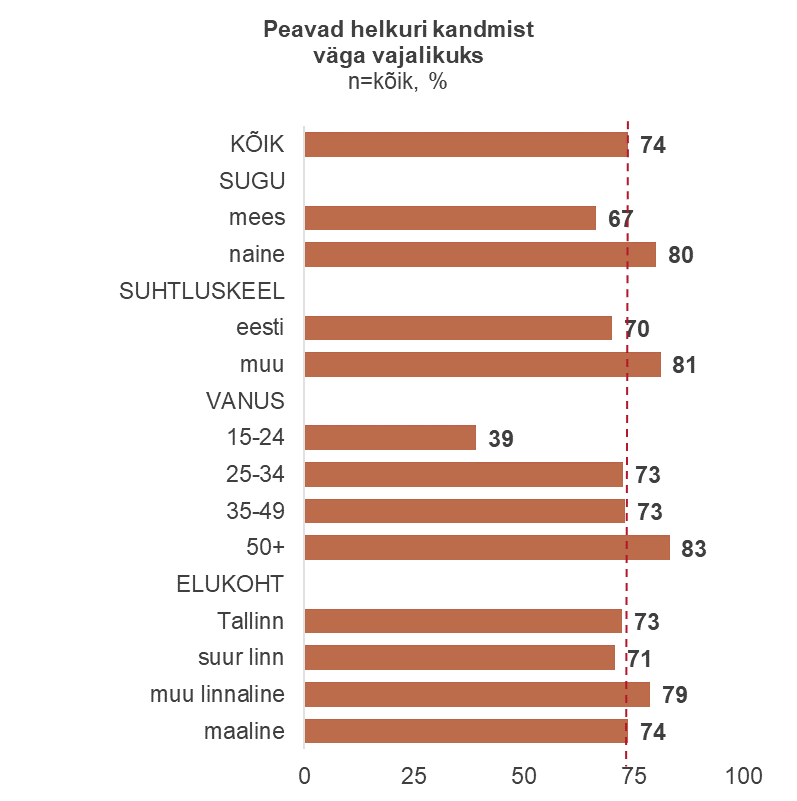 Peavad helkuri kandmist
väga vajalikuks
n=kõik, %
KÕIK 74
SUGU
mees 67
naine 80
SUHTLUSKEEL
eesti 70
muu 81
VANUS
15-24 39
25-34 73
35-49 73
50+ 83
ELUKOHT
Tallinn 73
suur linn 71
muu linnaline 79
maaline 74
0 25 50 75 100